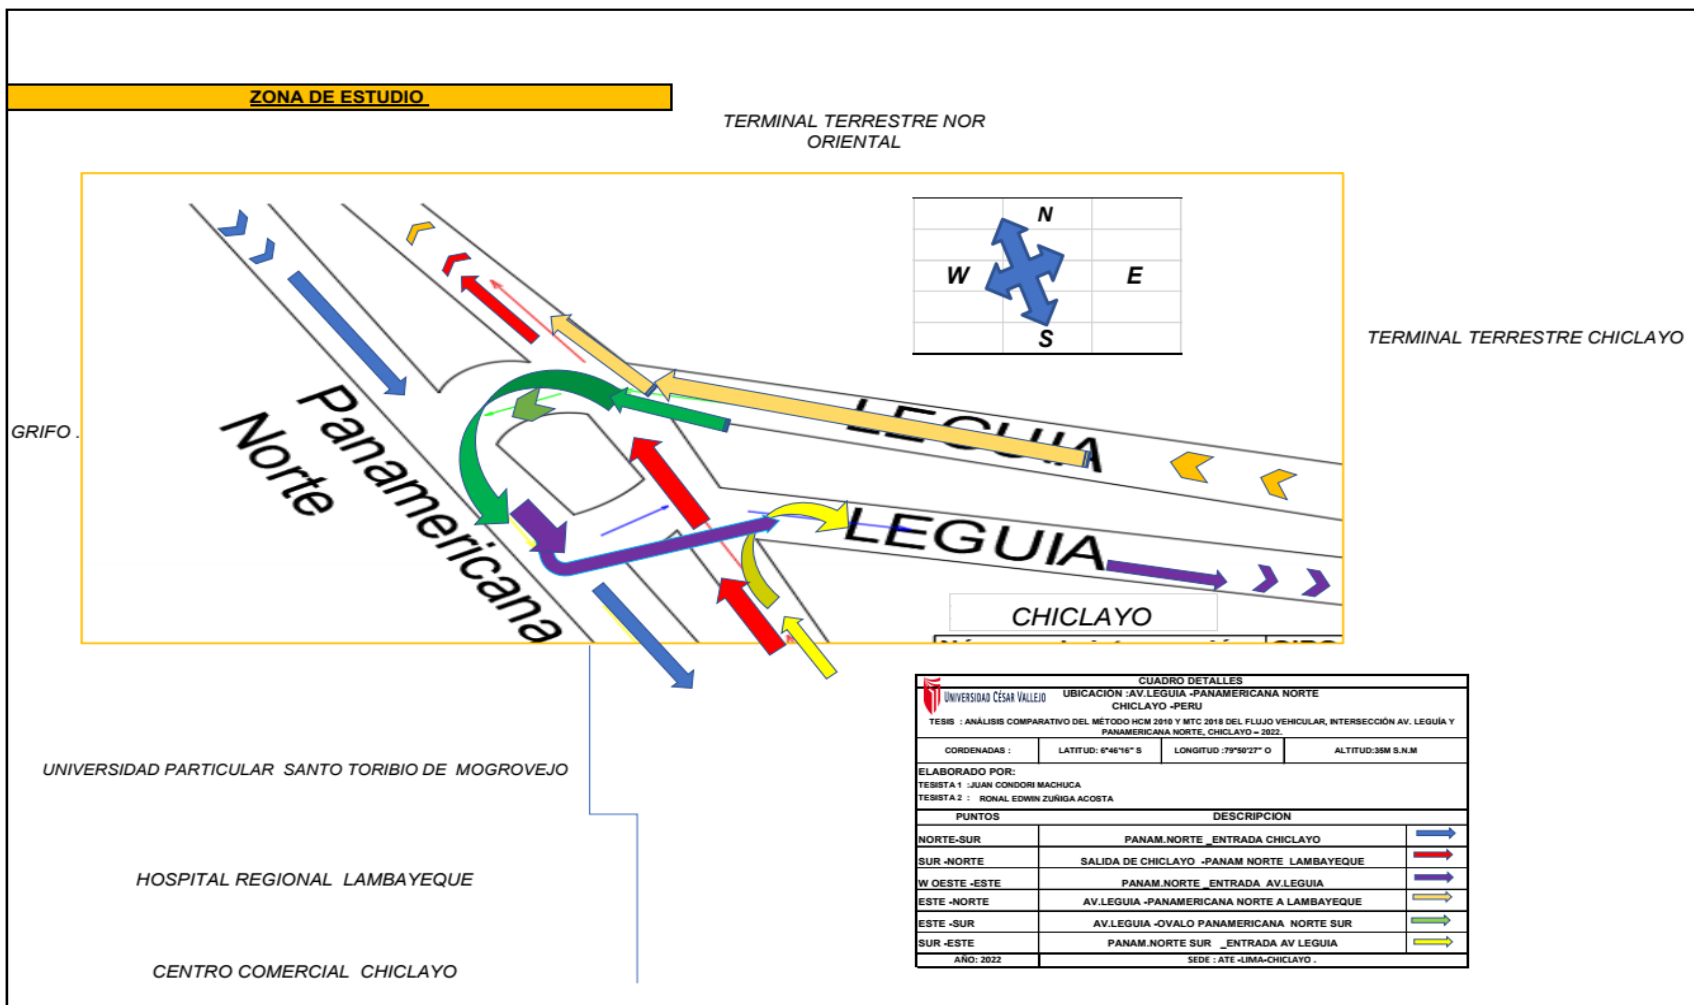 ZONA DE ESTUDIO
TERMINAL TERRESTRE NOR
ORIENTAL
N
W
E
S
TERMINAL TERRESTRE CHICLAYO
GRIFO .
Panamericana
Norte
LEGUIA
LEGUIA
CHICLAYO
UNIVERSIDAD PARTICULAR SANTO TORIBIO DE MOGROVEJO
HOSPITAL REGIONAL LAMBAYEQUE
CENTRO COMERCIAL CHICLAYO
CUADRO DETALLES
UNIVERSIDAD CÉSAR VALLEJO
UBICACIÓN :AV.LEGUIA -PANAMERICANA NORTE
CHICLAYO -PERU
TESIS : ANÁLISIS COMPARATIVO DEL MÉTODO HCM 2010 Y MTC 2018 DEL FLUJO VEHICULAR, INTERSECCIÓN AV. LEGUÍA Y
PANAMERICANA NORTE, CHICLAYO – 2022.
CORDENADAS : LATITUD: 6°46'16" S LONGITUD :79°50'27" O ALTITUD:35M S.N.M
ELABORADO POR:
TESISTA 1 :JUAN CONDORI MACHUCA
TESISTA 2 : RONAL EDWIN ZUÑIGA ACOSTA
PUNTOS DESCRIPCION
NORTE-SUR PANAM.NORTE _ENTRADA CHICLAYO
SUR -NORTE SALIDA DE CHICLAYO -PANAM NORTE LAMBAYEQUE
W OESTE -ESTE PANAM.NORTE _ENTRADA AV.LEGUIA
ESTE -NORTE AV.LEGUIA -PANAMERICANA NORTE A LAMBAYEQUE
ESTE -SUR AV.LEGUIA -OVALO PANAMERICANA NORTE SUR
SUR -ESTE PANAM.NORTE SUR _ENTRADA AV LEGUIA
AÑO: 2022 SEDE : ATE -LIMA-CHICLAYO .